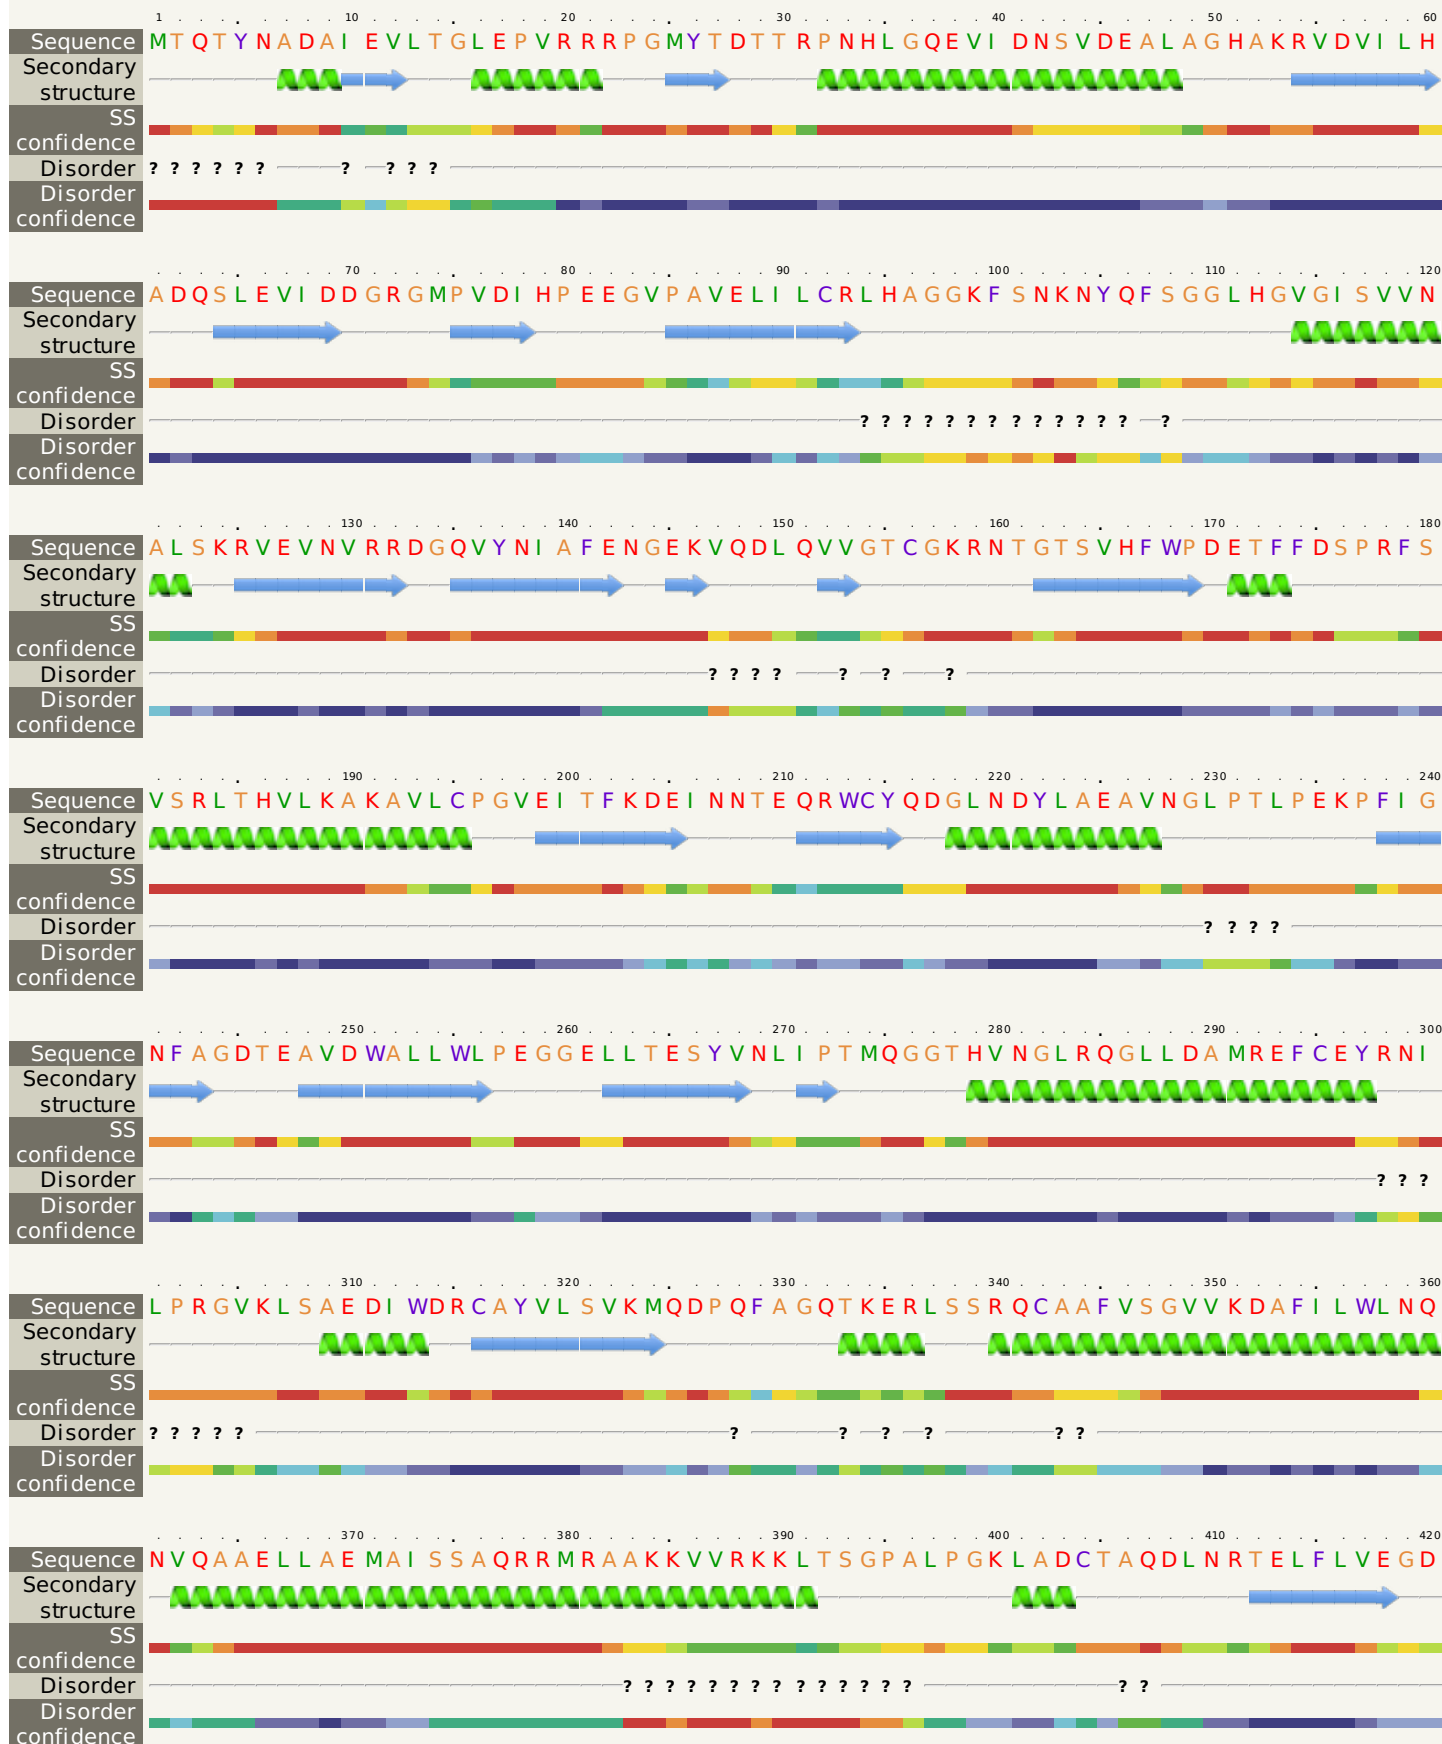 1 10 20 30 40 50 60
Sequence MTQTYNADAI EVLTGLEPVRRRPGMYTDTTRPNHLGQEVI DNSVDEALAGHAKRVDVILH
Secondary
structure
SS
confidence
Disorder ? ? ? ? ? ? ? ? ? ?
Disorder
confidence
70 80 90 100 110 120
Sequence ADQSLEVI DDGRGMPVDI HPEEGVPAVELI LCRLHAGGKFSNKNYQFSGGLHGVGI SVVN
Secondary
structure
SS
confidence
Disorder ? ? ? ? ? ? ? ? ? ? ? ? ? ?
Disorder
confidence
130 140 150 160 170 180
Sequence ALSKRVEVNVRRDGQVYNI AFENGEKVQDLQVVGTCGKRNTGTSVHFWPDETFFDSPRFS
Secondary
structure
SS
confidence
Disorder ? ? ? ? ? ? ?
Disorder
confidence
190 200 210 220 230 240
Sequence VSRLTHVLKAKAVLCPGVEI TFKDEI NNTEQRWCYQDGLNDYLAEAVNGLPTLPEKPFI G
Secondary
structure
SS
confidence
Disorder ? ? ? ?
Disorder
confidence
250 260 270 280 290 300
Sequence NFAGDTEAVDWALLWLPEGGELLTESYVNLI PTMQGGTHVNGLRQGLLDAMREFCEYRNI
Secondary
structure
SS
confidence
Disorder ? ? ?
Disorder
confidence
310 320 330 340 350 360
Sequence LPRGVKLSAEDI WDRCAYVLSVKMQDPQFAGQTKERLSSRQCAAFVSGVVKDAFI LWLNQ
Secondary
structure
SS
confidence
Disorder ? ? ? ? ? ? ? ? ? ? ?
Disorder
confidence
370 380 390 400 410 420
Sequence NVQAAELLAEMAI SSAQRRMRAAKKVVRKKLTSGPALPGKLADCTAQDLNRTELFLVEGD
Secondary
structure
SS
confidence
Disorder ? ? ? ? ? ? ? ? ? ? ? ? ? ? ? ?
Disorder
confidence